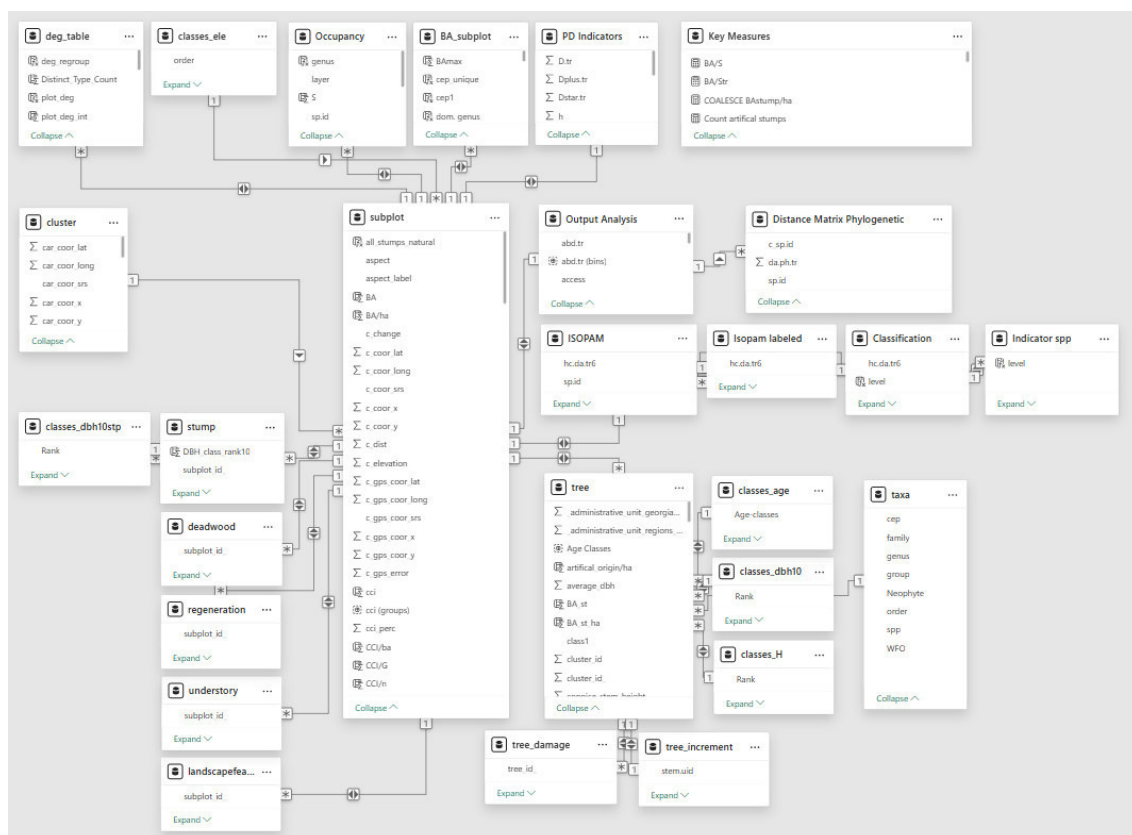 deg_table
deg_regroup
Distinct_Type_Count
plot_deg
plot_deg_int
Collapse
classes_ele
order
Expand
Occupancy
genus
layer
S
sp.id
Collapse
BA_subplot
BAmax
cep_unique
cep1
dom. genus
Collapse
PD Indicators
D.tr
Dplus.tr
Dstar.tr
h
Collapse
Key Measures
BA/S
BA/Str
COALESCE BAstump/ha
Count artifical stumps
Collapse
cluster
car_coor_lat
car_coor_long
car_coor_srs
car_coor_x
car_coor_y
Collapse
subplot
all_stumps_natural
aspect
aspect_label
BA
BA/ha
c_change
c_coor_lat
c_coor_long
c_coor_srs
c_coor_x
c_coor_y
c_dist
c_elevation
c_gps_coor_lat
c_gps_coor_long
c_gps_coor_srs
c_gps_coor_x
c_gps_coor_y
c_gps_error
cci
cci (groups)
cci_perc
CCI/ba
CCI/G
CCI/n
Collapse
Output Analysis
abd.tr
abd.tr (bins)
access
Collapse
Distance Matrix Phylogenetic
c_sp.id
da.ph.tr
sp.id
Collapse
ISOPAM
hc.da.tr6
sp.id
Expand
Isopam labeled
hc.da.tr6
Expand
Classification
hc.da.tr6
level
Collapse
Indicator spp
level
Expand
classes_dbh10stp
Rank
Expand
stump
DBH_class_rank10
subplot_id_
Expand
deadwood
subplot_id_
Expand
regeneration
subplot_id_
Expand
understory
subplot_id_
Expand
landscapefea...
subplot_id_
Expand
tree
_administrative_unit_georgia...
_administrative_unit_regions_...
Age Classes
artifical_origin/ha
average_dbh
BA_st
BA_st_ha
class1
cluster_id
cluster_id_
coppice_stem_height
Collapse
classes_age
Age-classes
Expand
classes_dbh10
Rank
Expand
classes_H
Rank
Expand
taxa
cep
family
genus
group
Neophyte
order
spp
WFO
Collapse
tree_damage
tree_id_
Expand
tree_increment
stem.uid
Expand